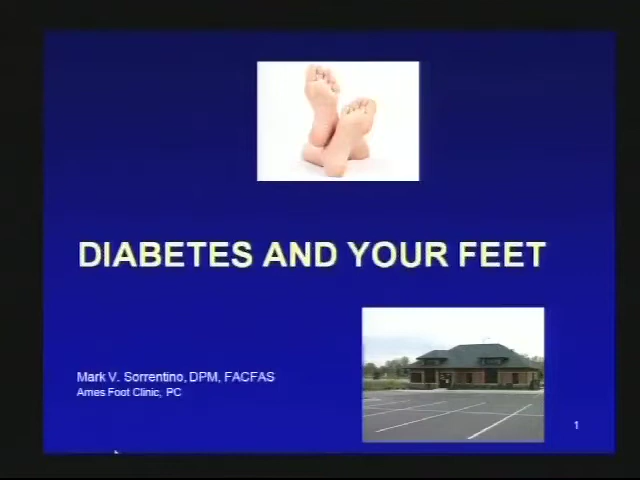 DIABETES AND YOUR FEET
Mark V. Sorrentino, DPM, FACFAS
Ames Foot Clinic, PC
1